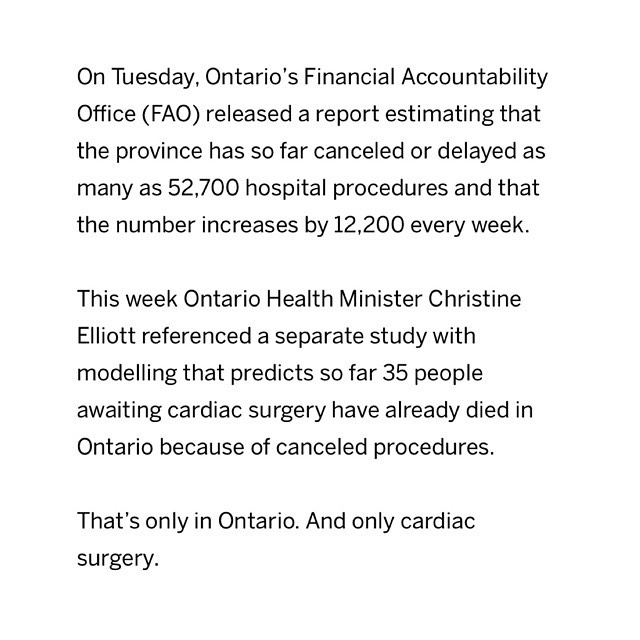 On Tuesday, Ontario’s Financial Accountability
Office (FAO) released a report estimating that
the province has so far canceled or delayed as
many as 52,700 hospital procedures and that
the number increases by 12,200 every week.
This week Ontario Health Minister Christine
Elliott referenced a separate study with
modelling that predicts so far 35 people
awaiting cardiac surgery have already died in
Ontario because of canceled procedures.
That’s only in Ontario. And only cardiac
surgery.